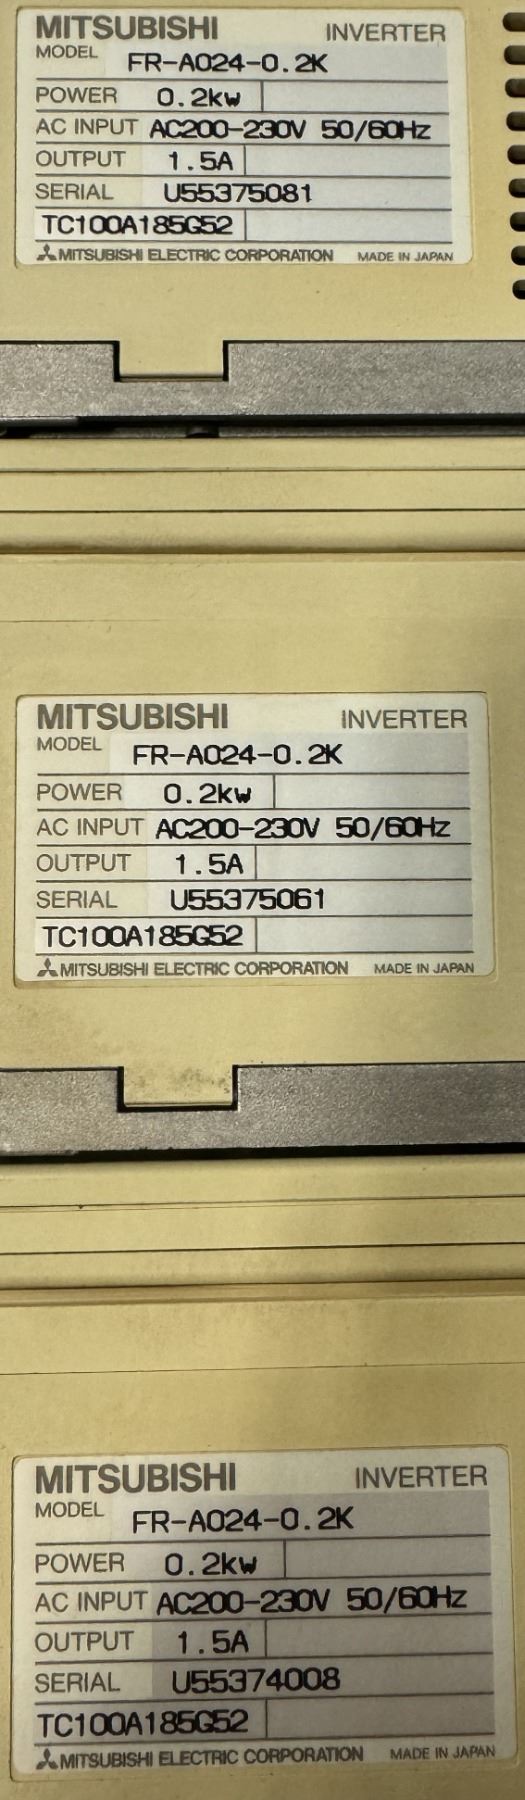 MITSUBISHI INVERTER
MODEL FR-A024-0.2K
POWER 0.2kw
AC INPUT AC200-230V 50/60Hz
OUTPUT 1.5A
SERIAL U55375081
TC100A185G52
MITSUBISHI ELECTRIC CORPORATION MADE IN JAPAN
MITSUBISHI INVERTER
MODEL FR-A024-0.2K
POWER 0.2kw
AC INPUT AC200-230V 50/60Hz
OUTPUT 1.5A
SERIAL U55375061
TC100A185G52
MITSUBISHI ELECTRIC CORPORATION MADE IN JAPAN
MITSUBISHI INVERTER
MODEL FR-A024-0.2K
POWER 0.2kw
AC INPUT AC200-230V 50/60Hz
OUTPUT 1.5A
SERIAL U55374008
TC100A185G52
MITSUBISHI ELECTRIC CORPORATION MADE IN JAPAN